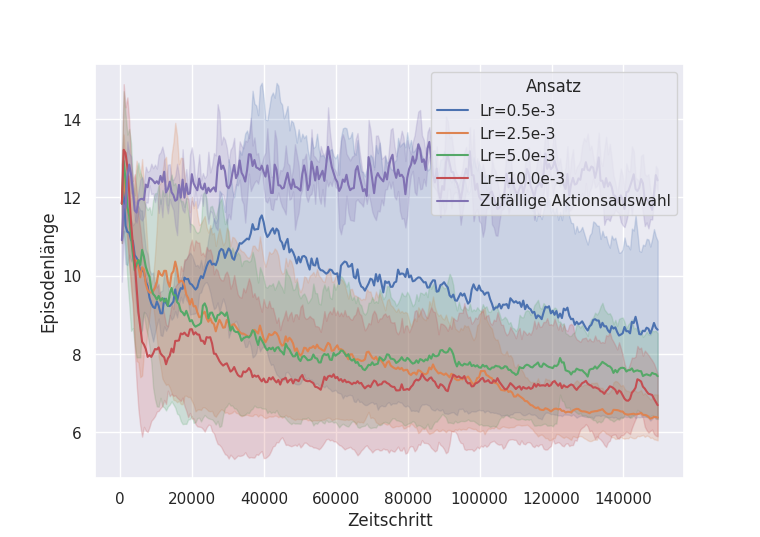 Ansatz
Lr=0.5e-3
Lr=2.5e-3
Lr=5.0e-3
Lr=10.0e-3
Zufällige Aktionsauswahl
Episodenlänge
14
12
10
8
6
0 20000 40000 60000 80000 100000 120000 140000
Zeitschritt